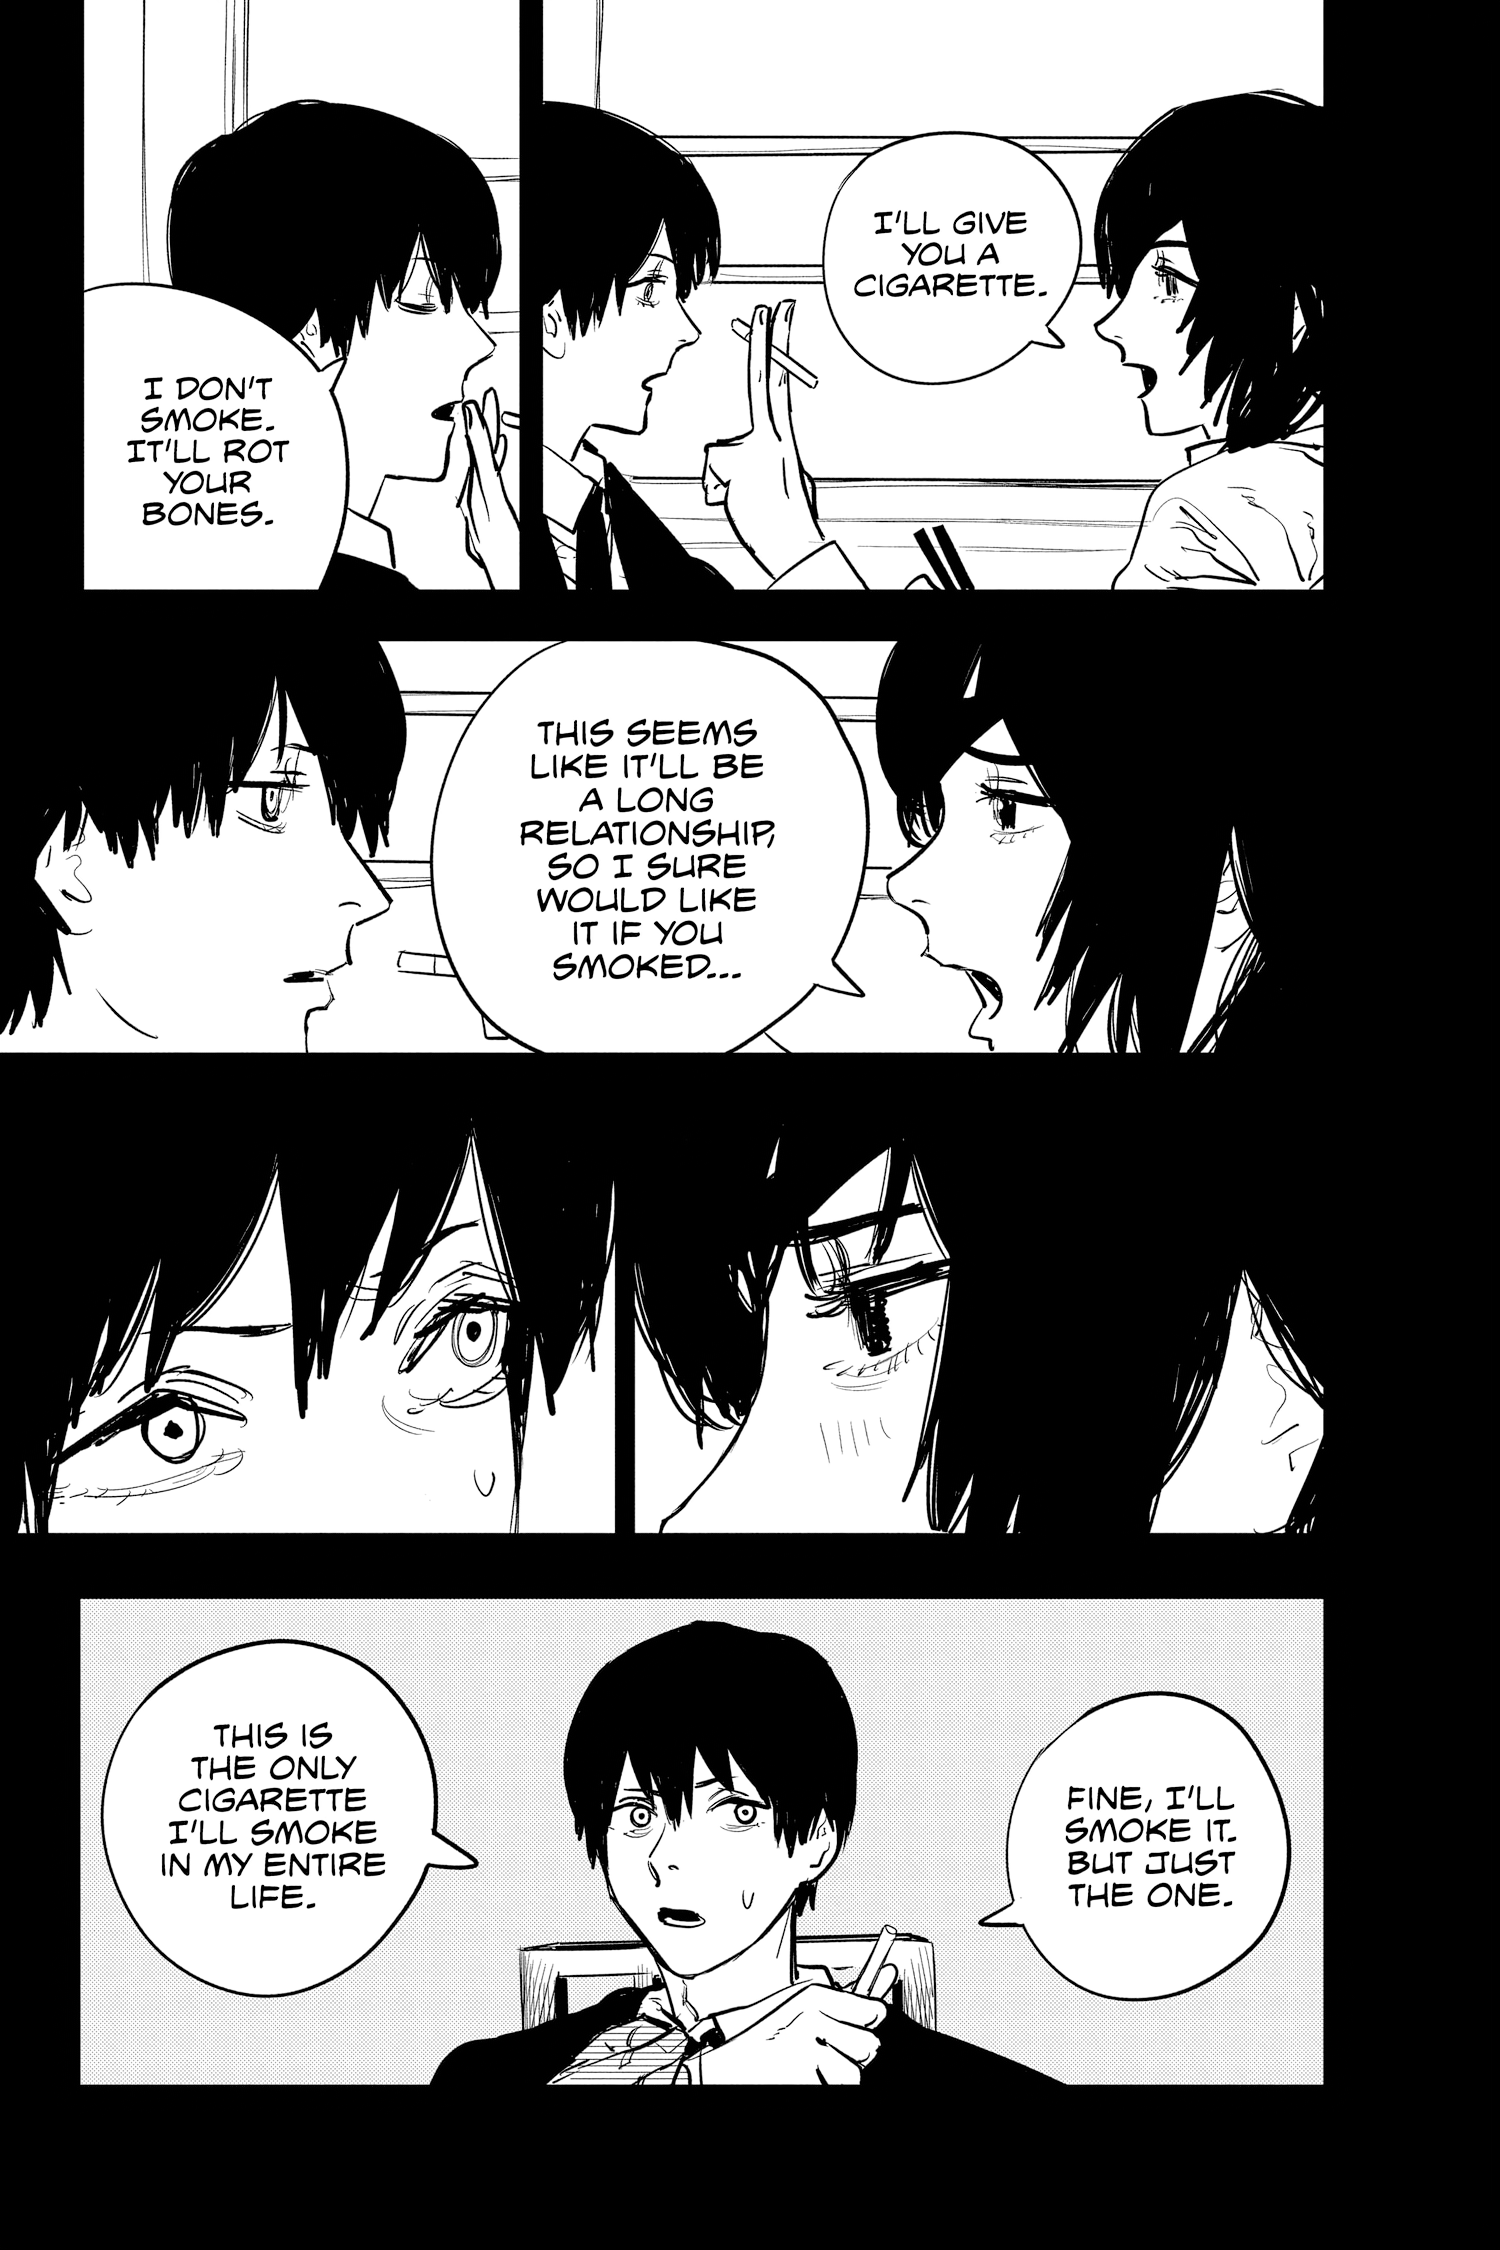 I'LL GIVE
YOU A
CIGARETTE.
I DON'T
SMOKE.
IT'LL ROT
YOUR
BONES.
THIS SEEMS
LIKE IT'LL BE
A LONG
RELATIONSHIP,
SO I SURE
WOULD LIKE
IT IF YOU
SMOKED...
FINE, I'LL
SMOKE IT.
BUT JUST
THE ONE.
THIS IS
THE ONLY
CIGARETTE
I'LL SMOKE
IN MY ENTIRE
LIFE.